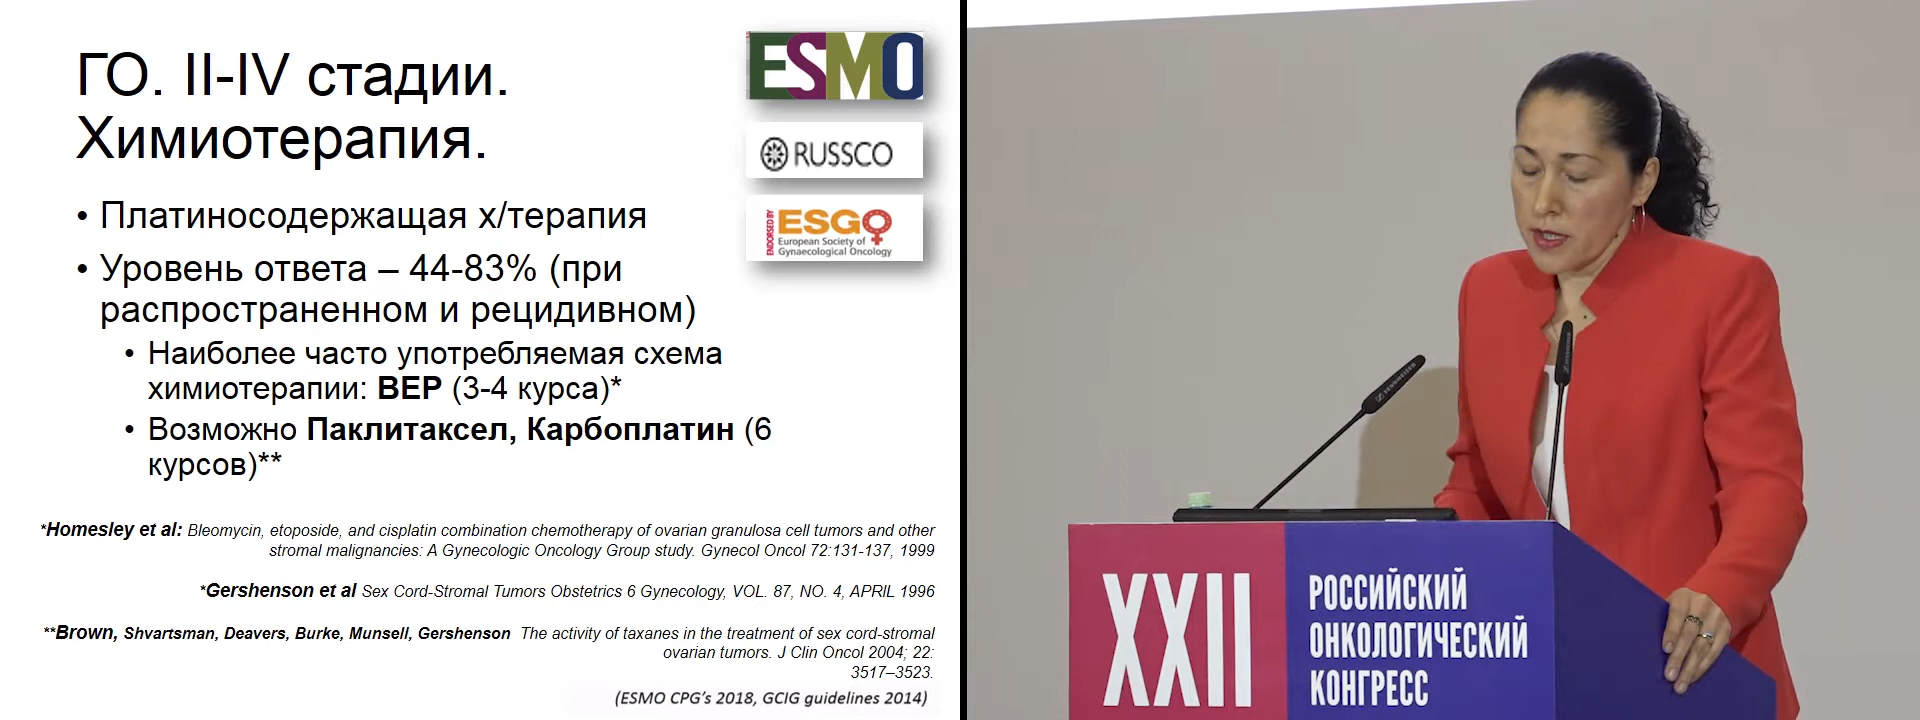 ГО. II-IV стадии.
Химиотерапия.
ESMO
RUSSCO
ENDORSED BY
ESGO
European Society of
Gynaecological Oncology
• Платиносодержащая х/терапия
• Уровень ответа – 44-83% (при
распространенном и рецидивном)
• Наиболее часто употребляемая схема
химиотерапии: BEP (3-4 курса)*
• Возможно Паклитаксел, Карбоплатин (6
курсов)**
*Homesley et al: Bleomycin, etoposide, and cisplatin combination chemotherapy of ovarian granulosa cell tumors and other
stromal malignancies: A Gynecologic Oncology Group study. Gynecol Oncol 72:131-137, 1999
*Gershenson et al Sex Cord-Stromal Tumors Obstetrics 6 Gynecology, VOL. 87, NO. 4, APRIL 1996
**Brown, Shvartsman, Deavers, Burke, Munsell, Gershenson The activity of taxanes in the treatment of sex cord-stromal
ovarian tumors. J Clin Oncol 2004; 22:
3517–3523.
(ESMO CPG’s 2018, GCIG guidelines 2014)
SENNHEISER
XXII
РОССИЙСКИЙ
ОНКОЛОГИЧЕСКИЙ
КОНГРЕСС